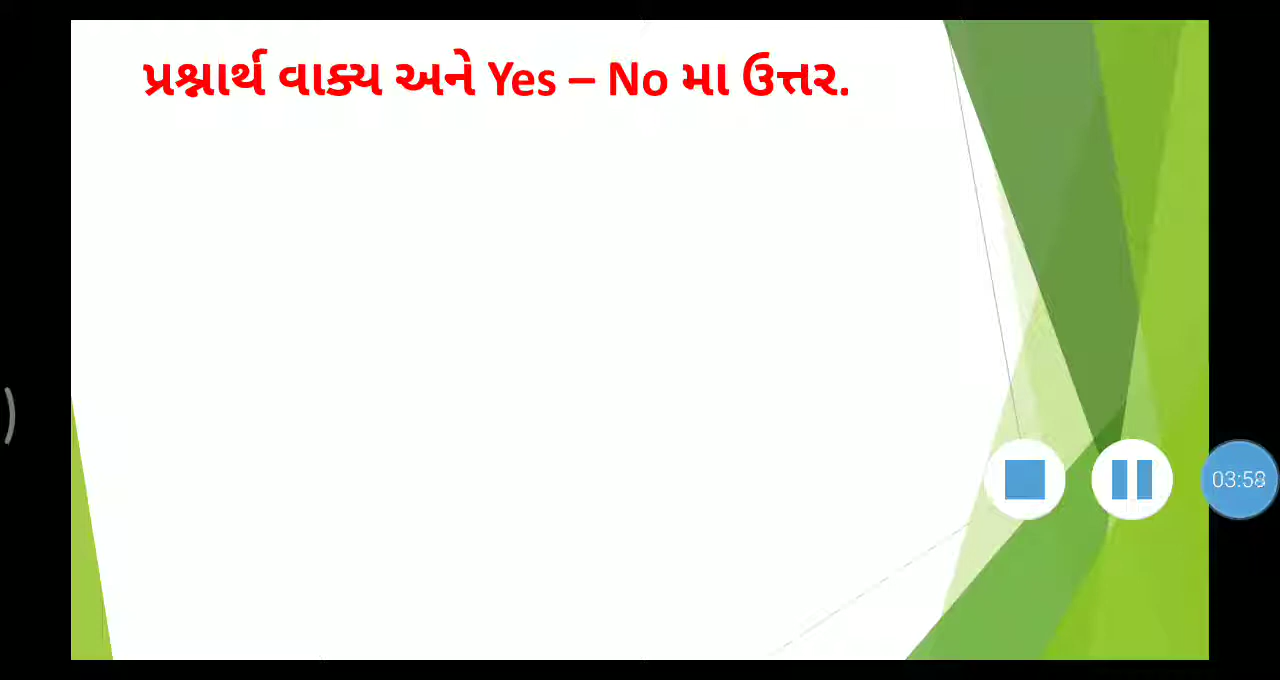 પ્રશ્નાર્થ વાક્ય અને Yes – No મા ઉત્તર.
03:58